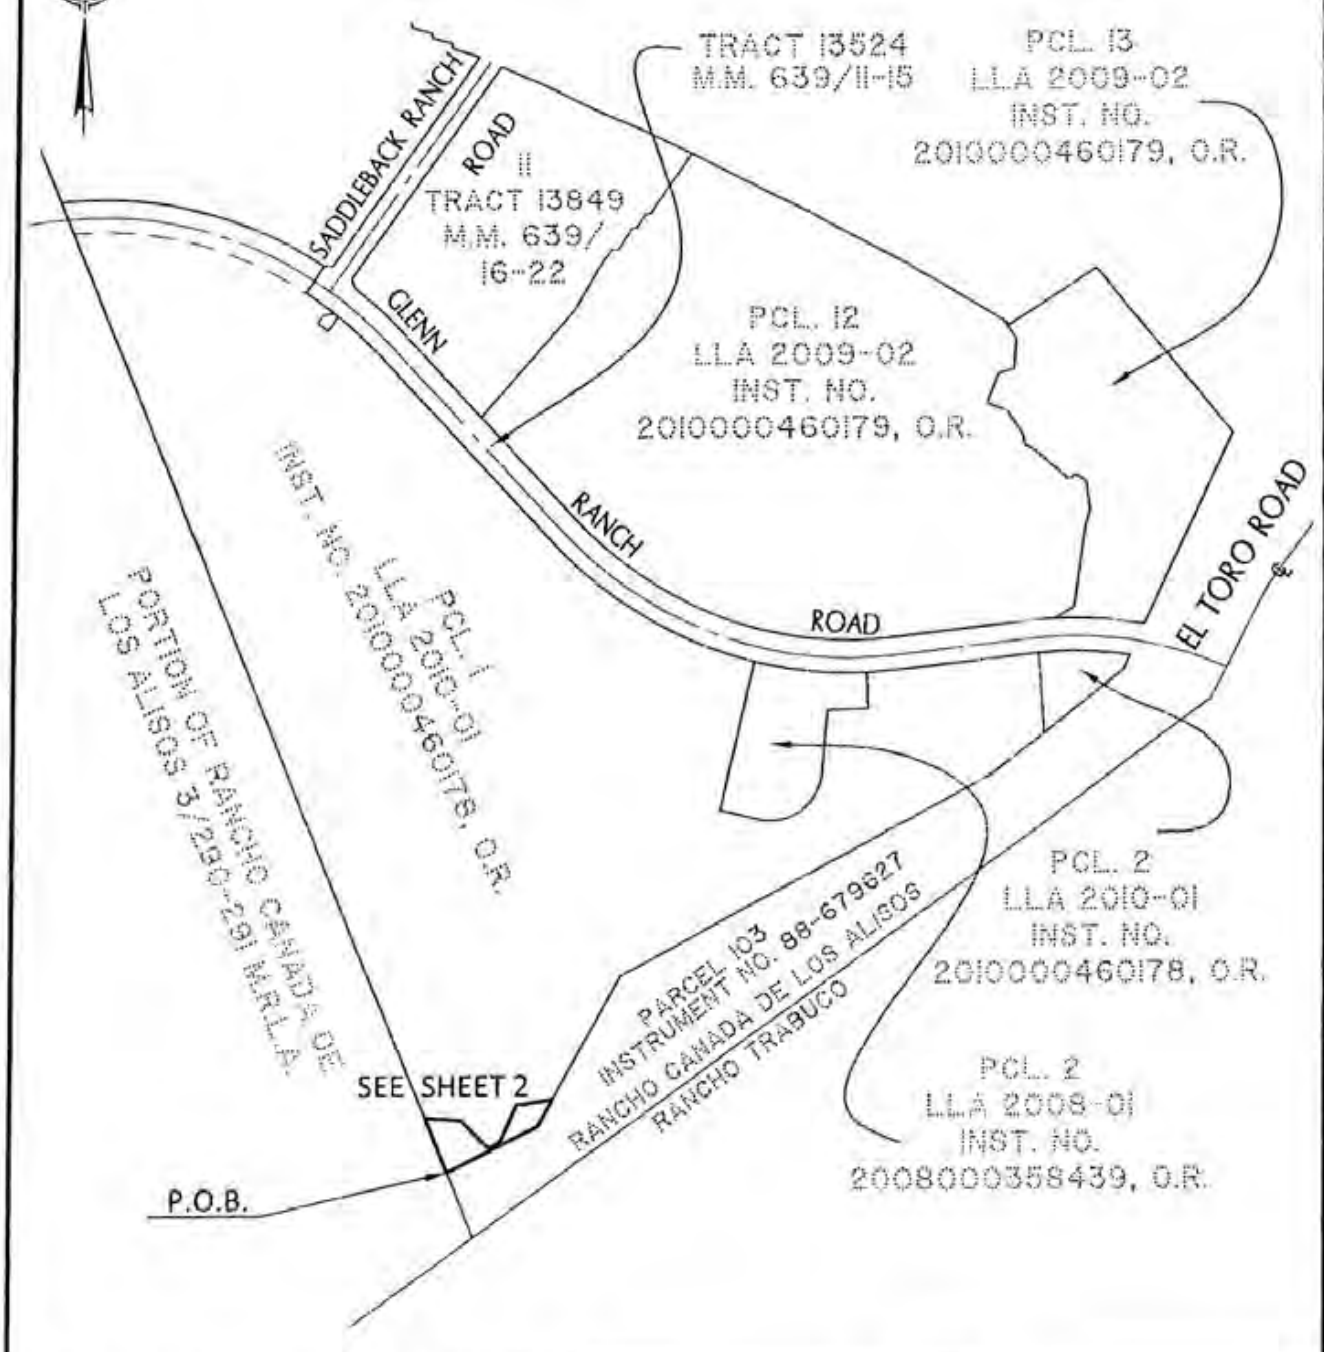 TRACT 13524
M.M. 639/11-15
PCL. 13
LLA 2009-02
INST. NO.
2010000460179, O.R.
SADDLEBACK RANCH
ROAD
11
TRACT 13849
M.M. 639/
16-22
GLENN
PCL. 12
LLA 2009-02
INST. NO.
2010000460179, O.R.
RANCH
ROAD
EL TORO ROAD
℄
PCL. 1
LLA 2010-01
INST. NO. 2010000460178, O.R.
PORTION OF RANCHO CANADA DE
LOS ALISOS 3/290-291 M.R.L.A.
PCL. 2
LLA 2010-01
INST. NO.
2010000460178, O.R.
PARCEL 103
INSTRUMENT NO. 88-679627
RANCHO CANADA DE LOS ALISOS
RANCHO TRABUCO
PCL. 2
LLA 2008-01
INST. NO.
2008000358439, O.R.
SEE SHEET 2
P.O.B.